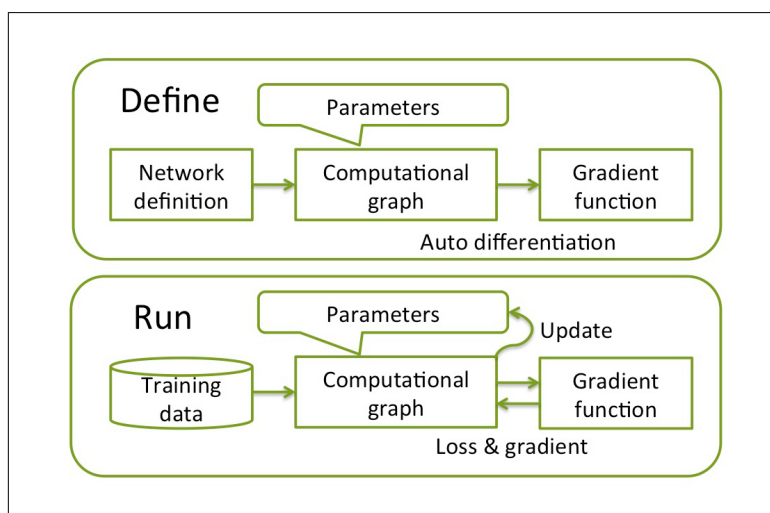 Define
Parameters
Network
definition
Computational
graph
Gradient
function
Auto differentiation
Run
Parameters
Update
Training
data
Computational
graph
Gradient
function
Loss & gradient